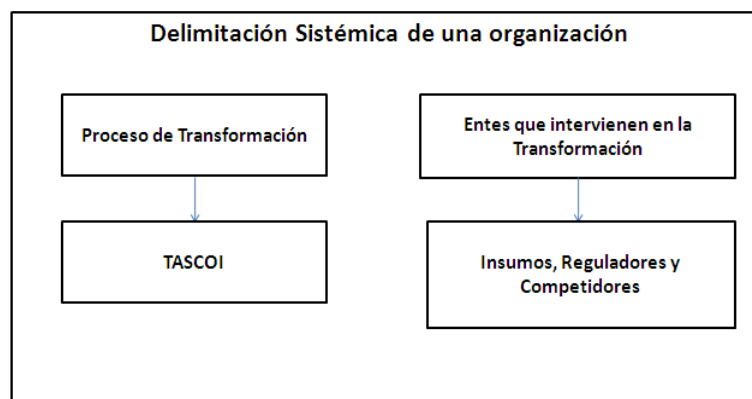 Delimitación Sistémica de una organización
Proceso de Transformación
Entes que intervienen en la
Transformación
TASCOI
Insumos, Reguladores y
Competidores